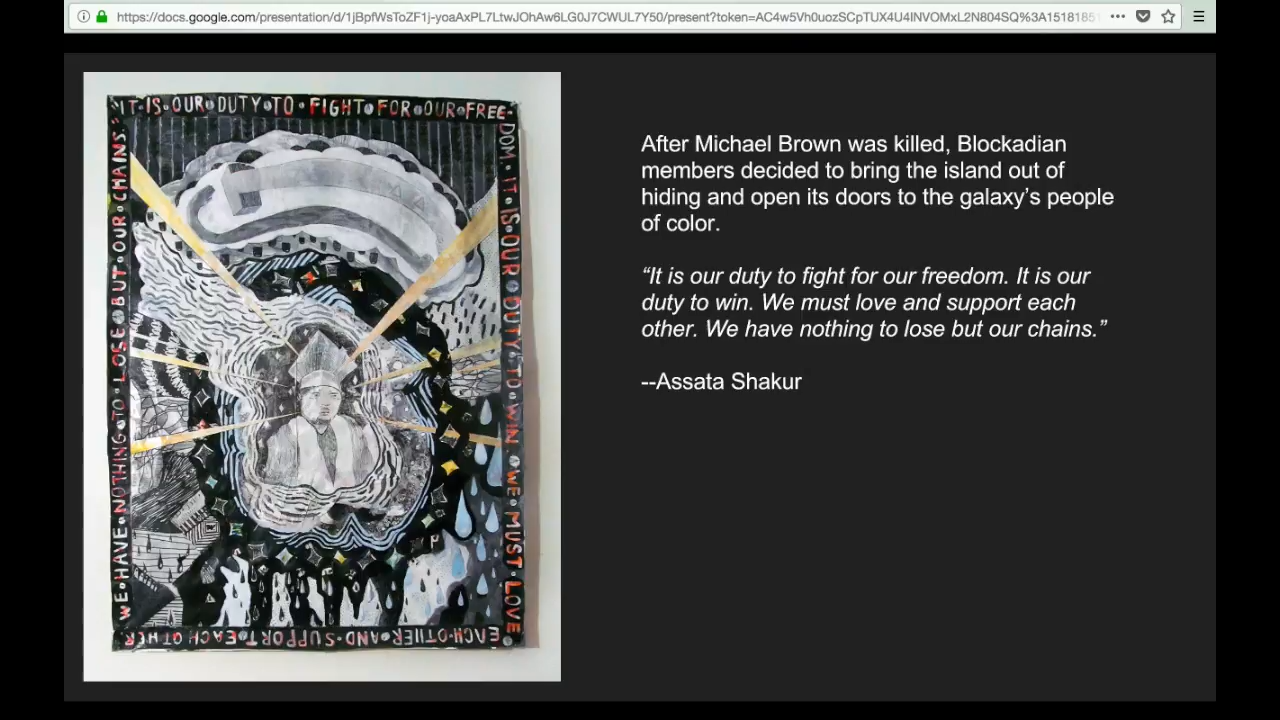 https://docs.google.com/presentation/d/1jBpfWsToZF1j-yoaAxPL7LtwJOhAw6LG0J7CWUL7Y50/present?token=AC4w5Vh0uozSCpTUX4U4INVOMxL2N804SQ%3A15181851
"IT·IS·OUR·DUTY·TO·FIGHT·FOR·OUR·FREE-
DOM. IT IS OUR DUTY TO WIN. WE MUST LOVE
EACH·OTHER·AND·SUPPORT·EACH OTHER.
WE·HAVE·NOTHING·TO·LOSE·BUT·OUR·CHAINS."
After Michael Brown was killed, Blockadian
members decided to bring the island out of
hiding and open its doors to the galaxy's people
of color.
“It is our duty to fight for our freedom. It is our
duty to win. We must love and support each
other. We have nothing to lose but our chains.”
--Assata Shakur